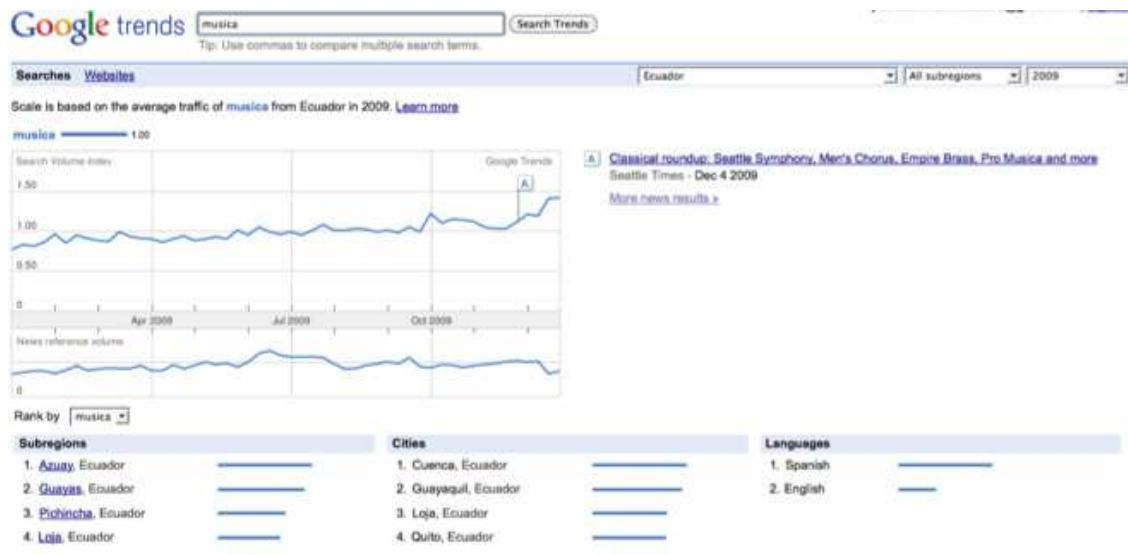 Google trends
musica
Search Trends
Tip: Use commas to compare multiple search terms.
Searches Websites
Ecuador
All subregions
2009
Scale is based on the average traffic of musica from Ecuador in 2009. Learn more
musica 1.00
Search Volume index
Google Trends
1.50
1.00
0.50
0
A
Apr 2009
Jul 2009
Oct 2009
News reference volume
0
A Classical roundup: Seattle Symphony, Men's Chorus, Empire Brass, Pro Musica and more
Seattle Times - Dec 4 2009
More news results »
Rank by musica
Subregions
1. Azuay, Ecuador
2. Guayas, Ecuador
3. Pichincha, Ecuador
4. Loja, Ecuador
Cities
1. Cuenca, Ecuador
2. Guayaquil, Ecuador
3. Loja, Ecuador
4. Quito, Ecuador
Languages
1. Spanish
2. English